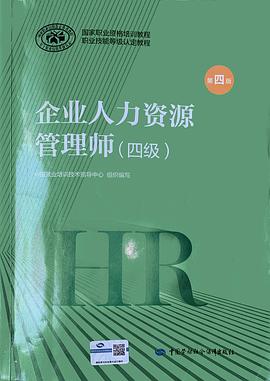 国家职业资格培训教程
职业技能等级认定教程
第四版
企业人力资源
管理师（四级）
中国就业培训技术指导中心 组织编写
HR
中国劳动社会保障出版社